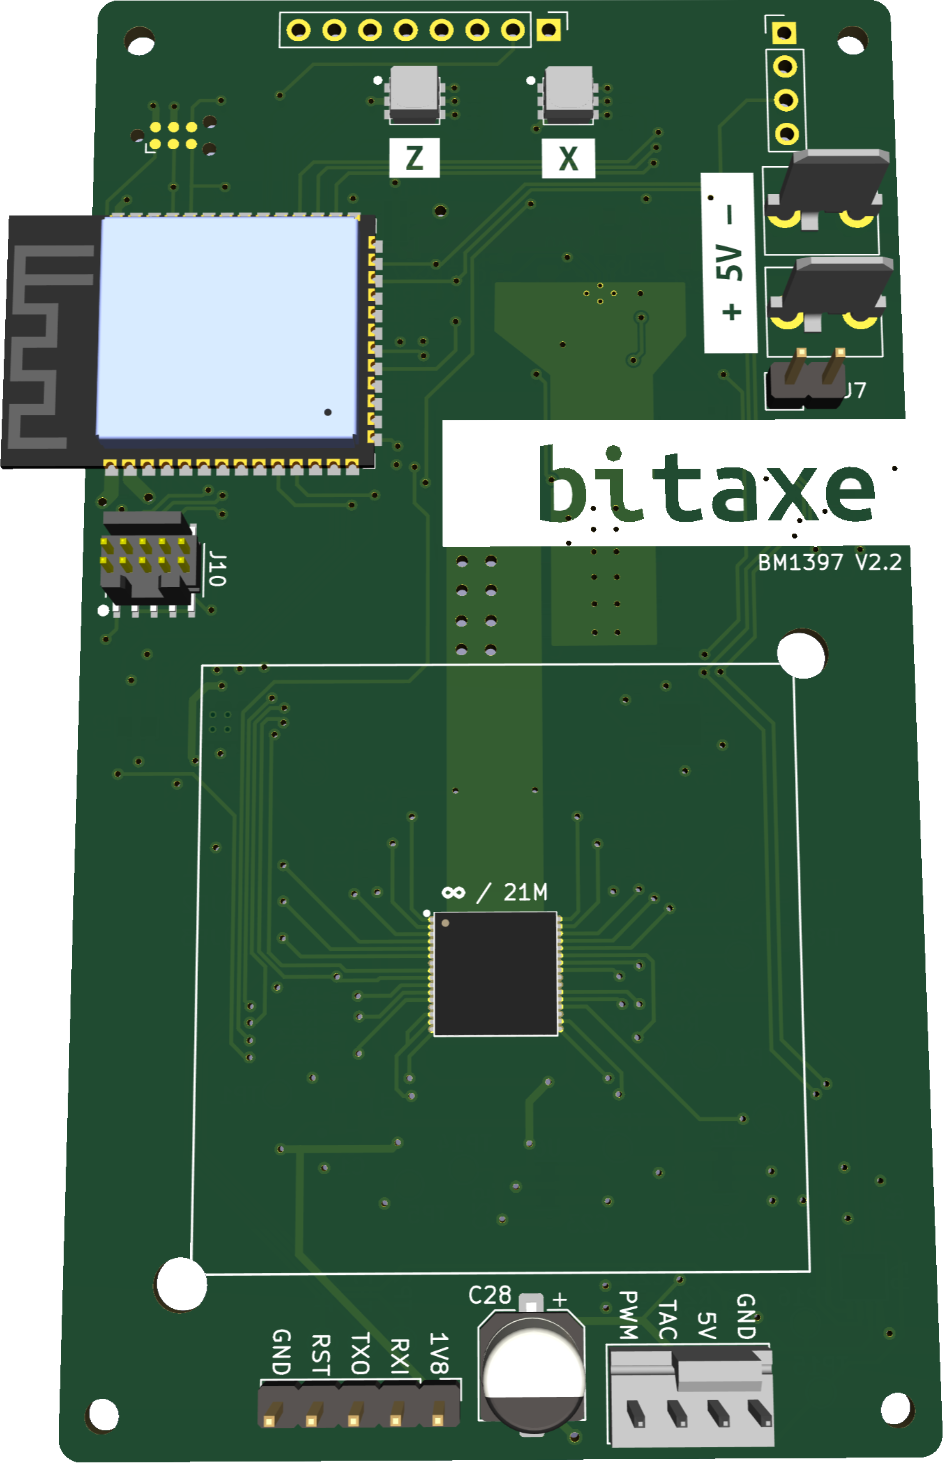 Z
X
+ 5V −
J7
bitaxe
BM1397 V2.2
J10
∞ / 21M
C28 +
PWM
TAC
5V
GND
GND
RST
TXO
RXI
1V8